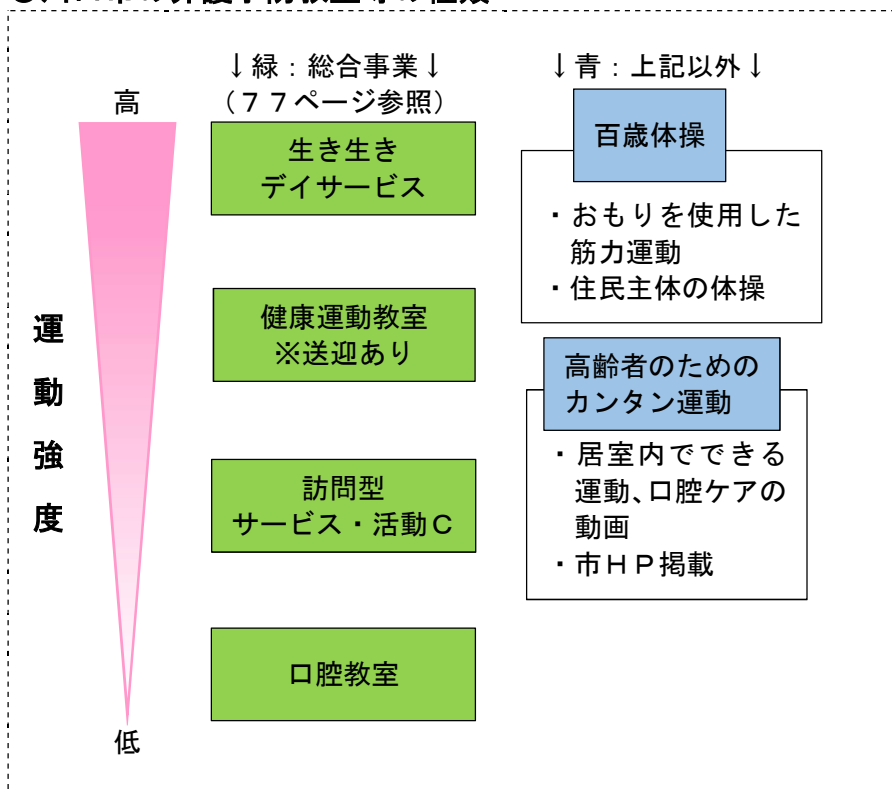 ↓緑：総合事業↓
（７７ページ参照）
↓青：上記以外↓
高
運動強度
低
生き生き
デイサービス
健康運動教室
※送迎あり
訪問型
サービス・活動Ｃ
口腔教室
百歳体操
・おもりを使用した
筋力運動
・住民主体の体操
高齢者のための
カンタン運動
・居室内でできる
運動、口腔ケアの
動画
・市ＨＰ掲載